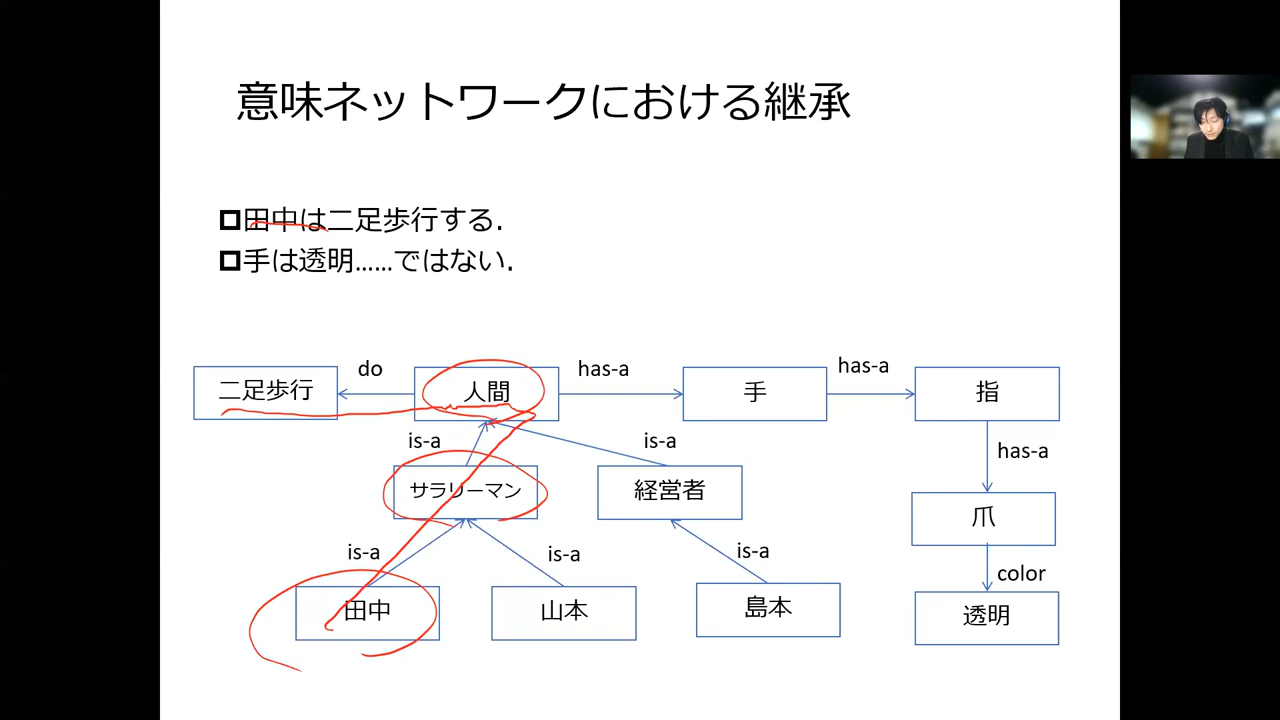 意味ネットワークにおける継承
田中は二足歩行する.
手は透明……ではない.
二足歩行
do
人間
has-a
手
has-a
指
is-a
is-a
has-a
サラリーマン
経営者
爪
is-a
is-a
is-a
color
田中
山本
島本
透明